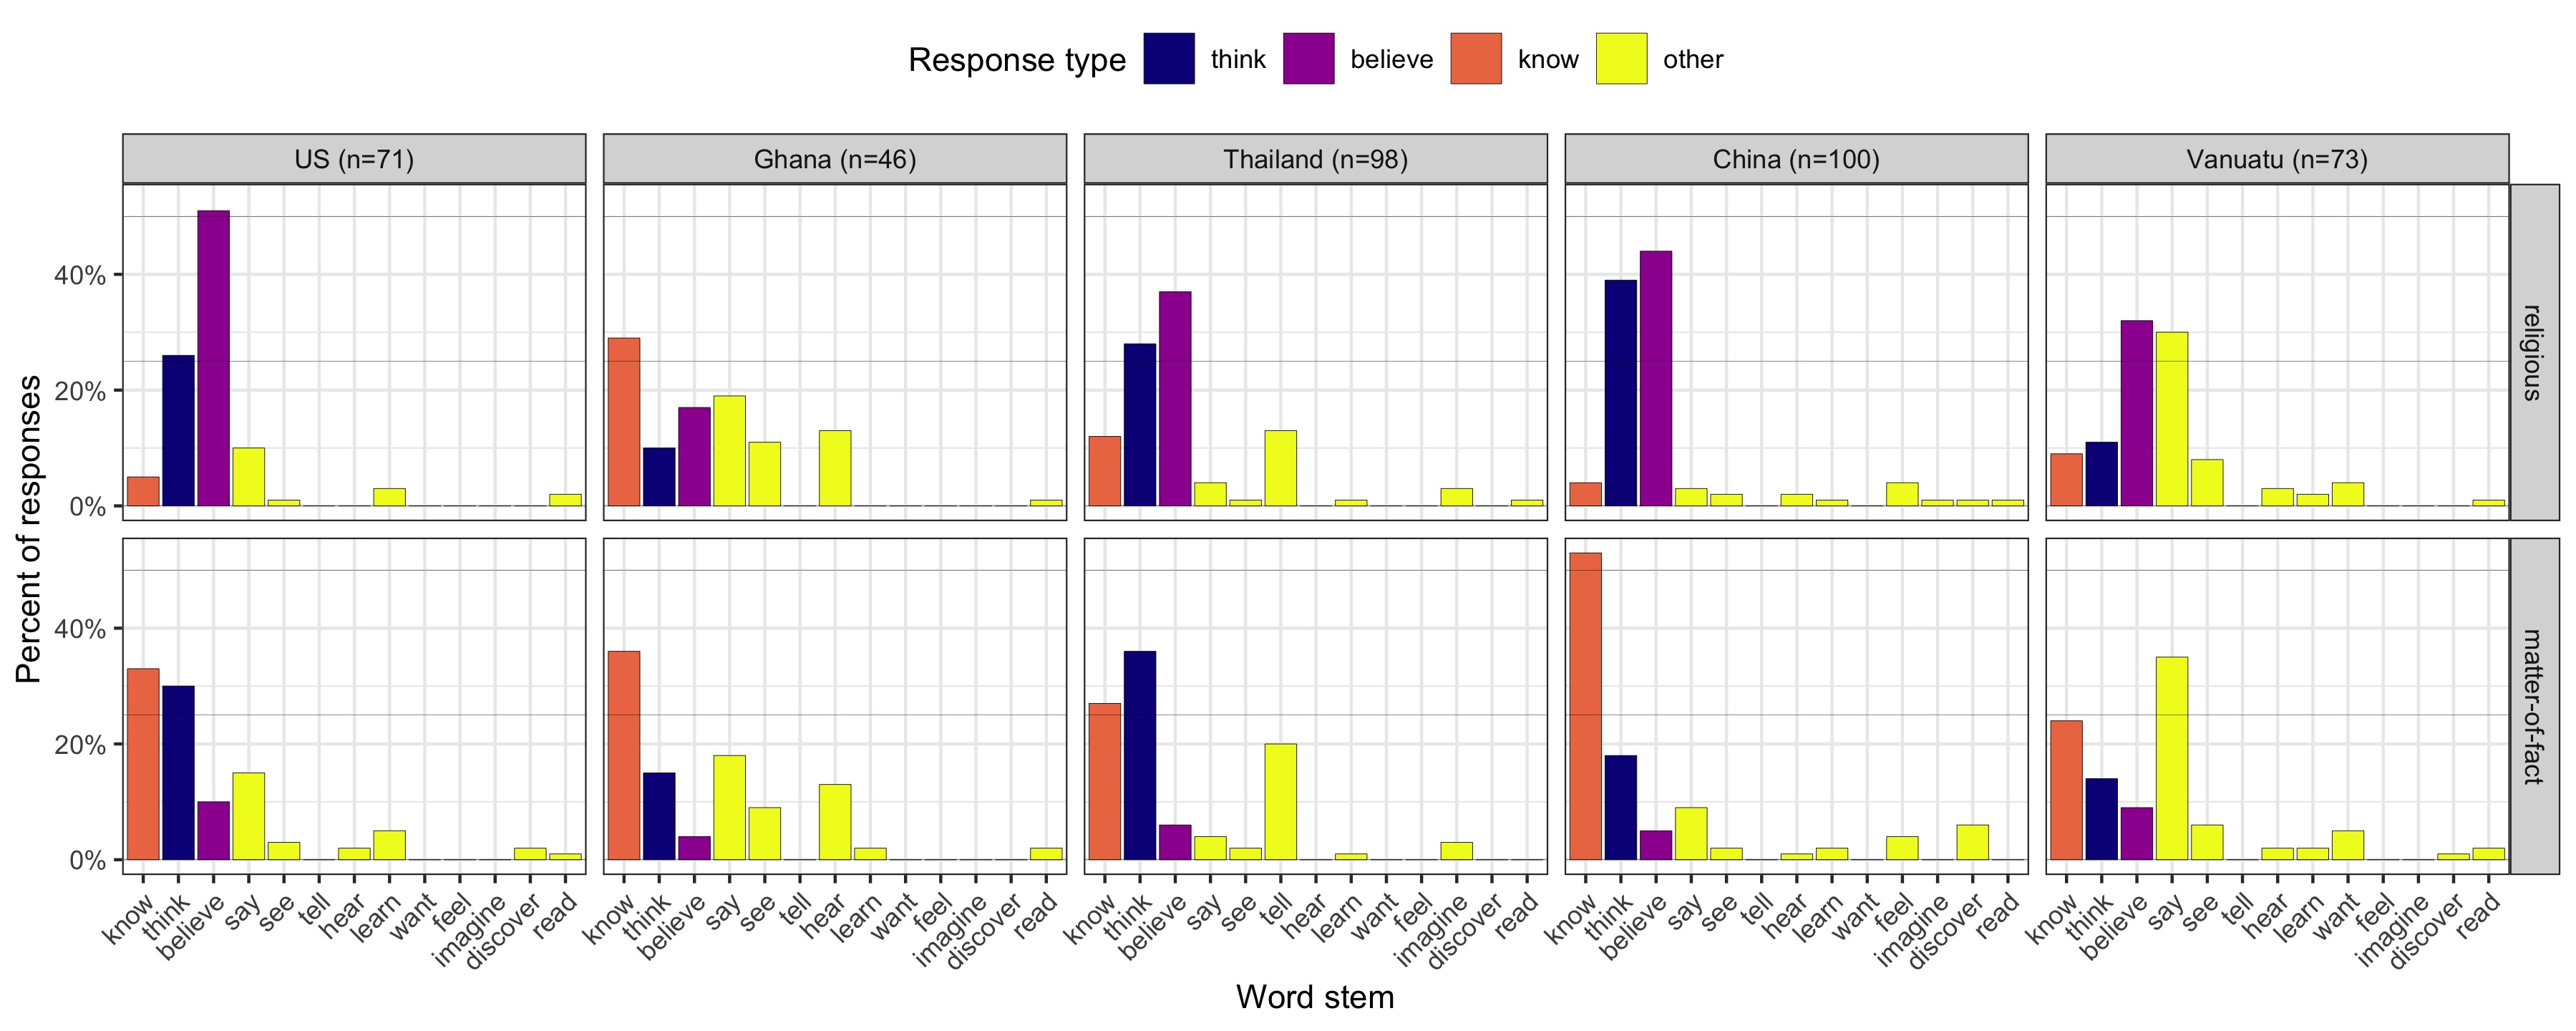 Response type think believe know other
US (n=71) Ghana (n=46) Thailand (n=98) China (n=100) Vanuatu (n=73)
Percent of responses
40%
20%
0%
religious
40%
20%
0%
matter-of-fact
know think believe say see tell hear learn want feel imagine discover read
know think believe say see tell hear learn want feel imagine discover read
know think believe say see tell hear learn want feel imagine discover read
know think believe say see tell hear learn want feel imagine discover read
know think believe say see tell hear learn want feel imagine discover read
Word stem